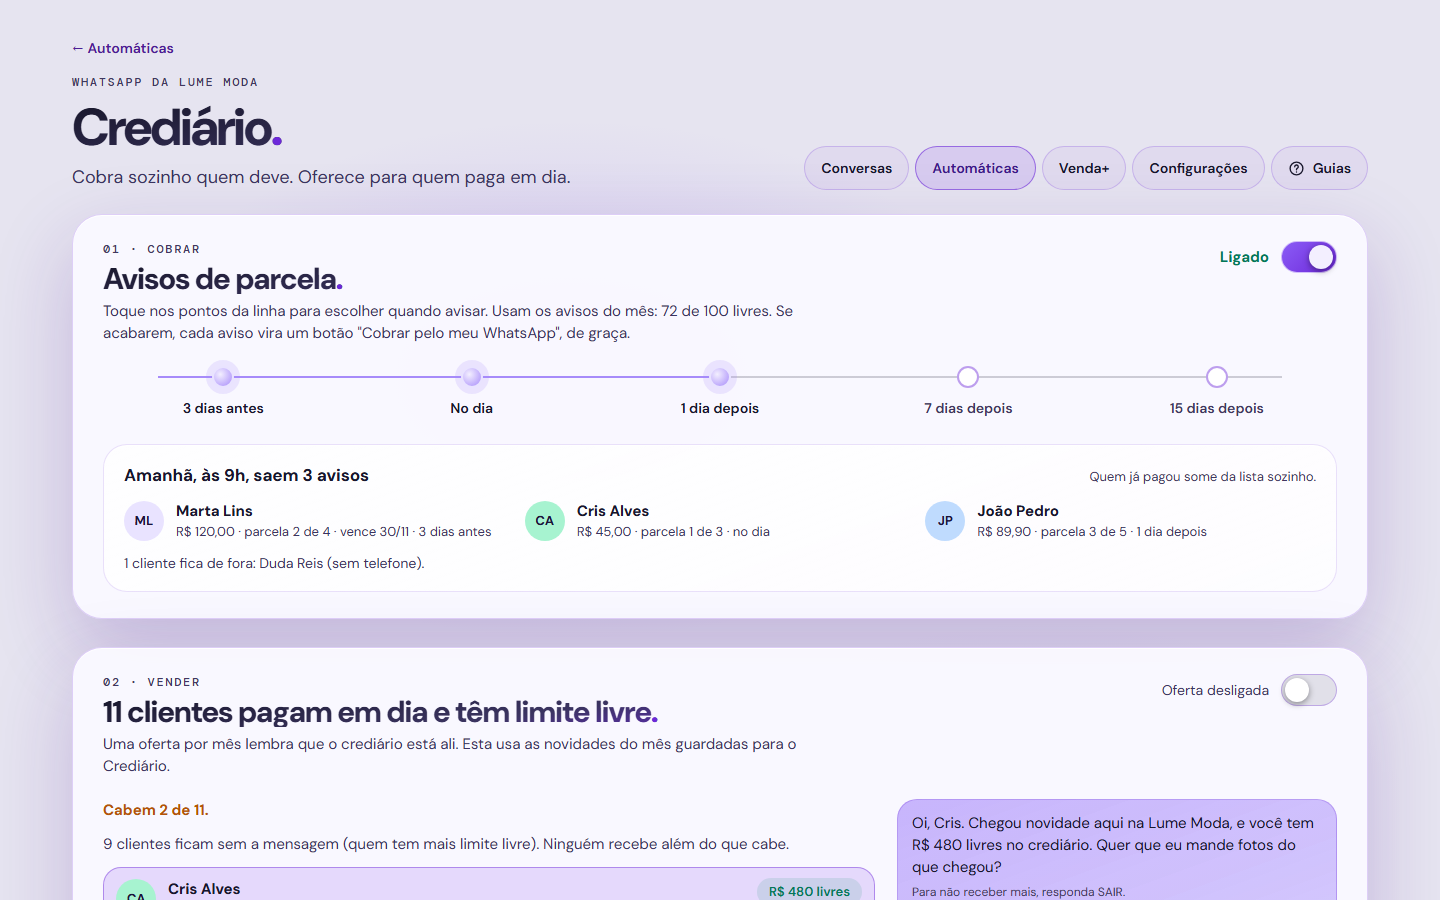 ← Automáticas
WHATSAPP DA LUME MODA
Crediário.
Cobra sozinho quem deve. Oferece para quem paga em dia.
Conversas
Automáticas
Venda+
Configurações
Guias
01 · COBRAR
Avisos de parcela.
Ligado
Toque nos pontos da linha para escolher quando avisar. Usam os avisos do mês: 72 de 100 livres. Se
acabarem, cada aviso vira um botão "Cobrar pelo meu WhatsApp", de graça.
3 dias antes
No dia
1 dia depois
7 dias depois
15 dias depois
Amanhã, às 9h, saem 3 avisos
Quem já pagou some da lista sozinho.
ML
Marta Lins
R$ 120,00 · parcela 2 de 4 · vence 30/11 · 3 dias antes
CA
Cris Alves
R$ 45,00 · parcela 1 de 3 · no dia
JP
João Pedro
R$ 89,90 · parcela 3 de 5 · 1 dia depois
1 cliente fica de fora: Duda Reis (sem telefone).
02 · VENDER
11 clientes pagam em dia e têm limite livre.
Oferta desligada
Uma oferta por mês lembra que o crediário está ali. Esta usa as novidades do mês guardadas para o
Crediário.
Cabem 2 de 11.
9 clientes ficam sem a mensagem (quem tem mais limite livre). Ninguém recebe além do que cabe.
CA
Cris Alves
R$ 480 livres
Oi, Cris. Chegou novidade aqui na Lume Moda, e você tem
R$ 480 livres no crediário. Quer que eu mande fotos do
que chegou?
Para não receber mais, responda SAIR.